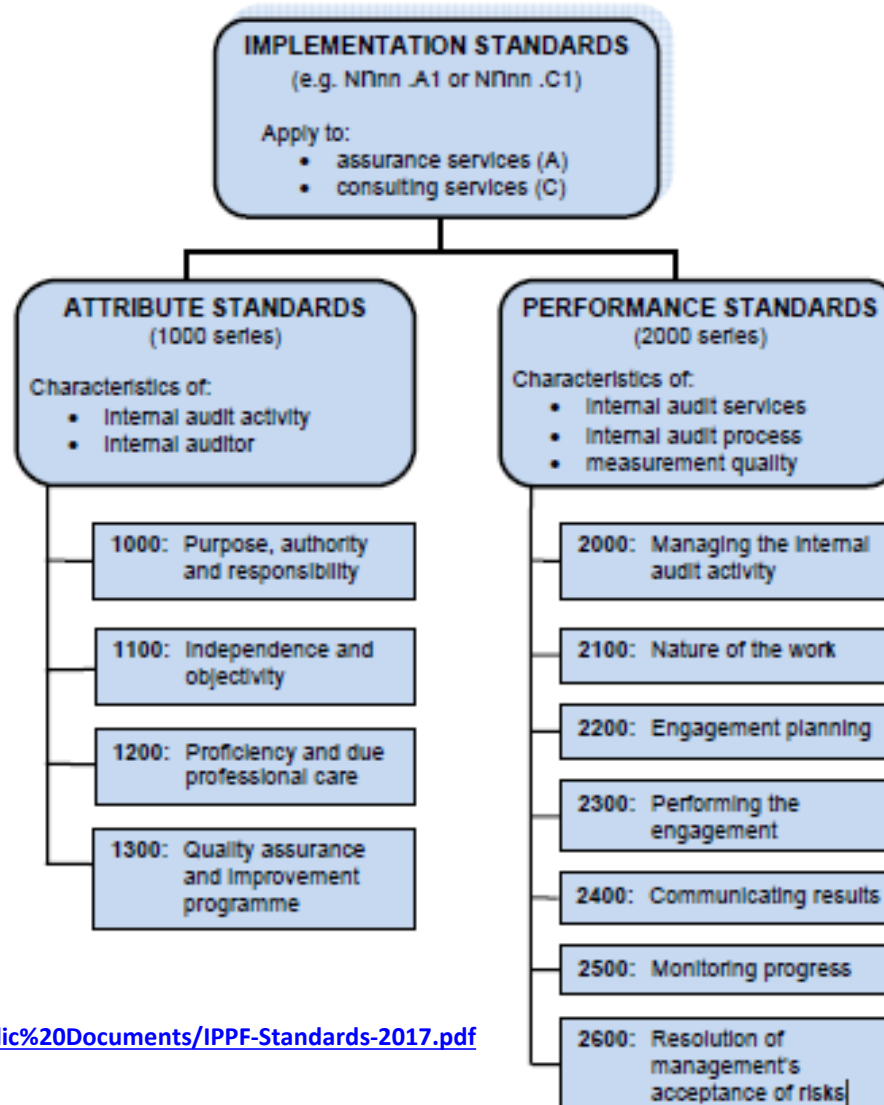 IMPLEMENTATION STANDARDS
(e.g. Nnnn .A1 or Nnnn .C1)
Apply to:
• assurance services (A)
• consulting services (C)
ATTRIBUTE STANDARDS
(1000 series)
Characteristics of:
• Internal audit activity
• Internal auditor
1000: Purpose, authority
and responsibility
1100: Independence and
objectivity
1200: Proficiency and due
professional care
1300: Quality assurance
and improvement
programme
PERFORMANCE STANDARDS
(2000 series)
Characteristics of:
• Internal audit services
• Internal audit process
• measurement quality
2000: Managing the internal
audit activity
2100: Nature of the work
2200: Engagement planning
2300: Performing the
engagement
2400: Communicating results
2500: Monitoring progress
2600: Resolution of
management's
acceptance of risks
lic%20Documents/IPPF-Standards-2017.pdf